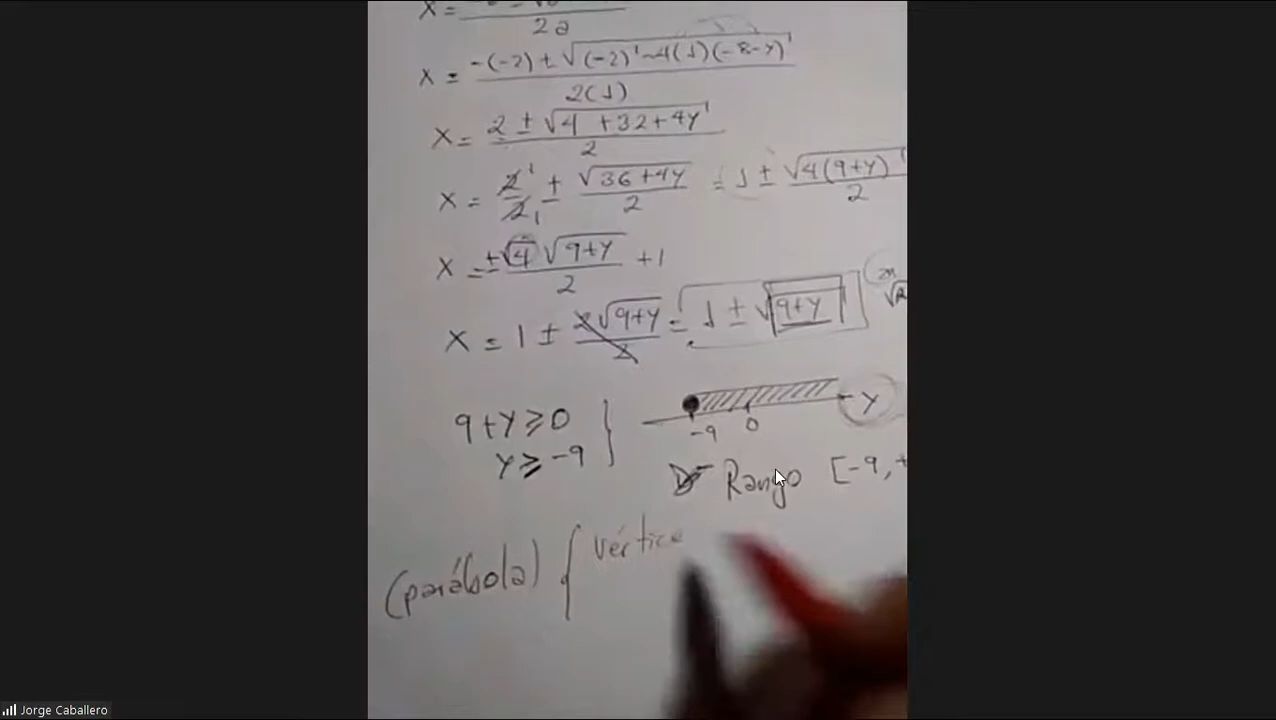 2a
x = -(-2) ± √(-2)² -4(1)(-8-y) / 2(1)
x = 2 ± √4 +32+4y / 2
x = 2/2 ± √36+4y / 2 = 1 ± √4(9+y) / 2
x = ±√4 √9+y / 2 +1
x = 1 ± 2√9+y / 2 = 1 ± √9+y
9+y ≥ 0
y ≥ -9
-9 0 y
Rango [-9, +
(parábola) { vértice
Jorge Caballero